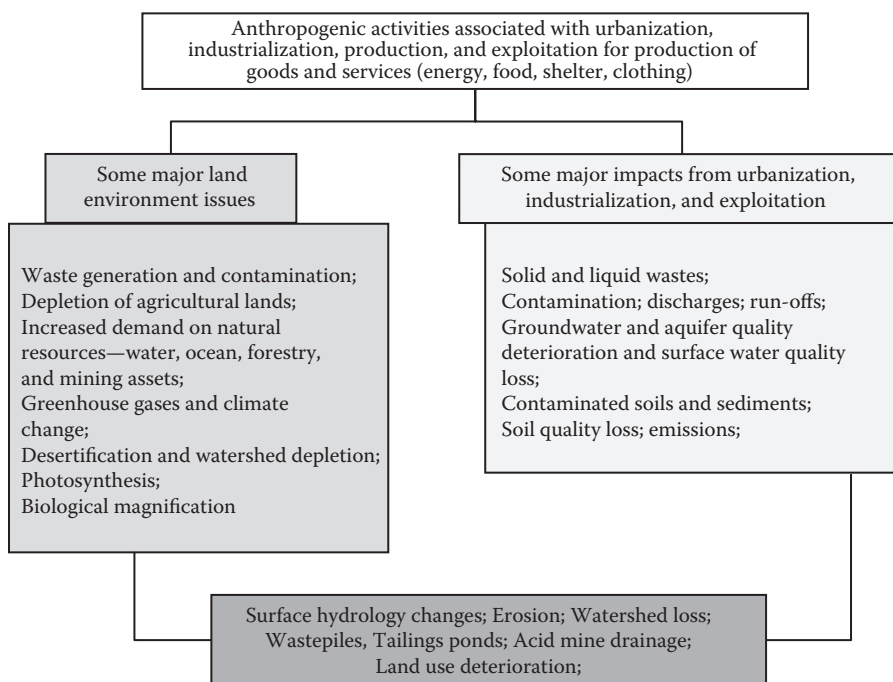 Anthropogenic activities associated with urbanization,
industrialization, production, and exploitation for production of
goods and services (energy, food, shelter, clothing)
Some major land
environment issues
Waste generation and contamination;
Depletion of agricultural lands;
Increased demand on natural
resources—water, ocean, forestry,
and mining assets;
Greenhouse gases and climate
change;
Desertification and watershed depletion;
Photosynthesis;
Biological magnification
Some major impacts from urbanization,
industrialization, and exploitation
Solid and liquid wastes;
Contamination; discharges; run-offs;
Groundwater and aquifer quality
deterioration and surface water quality
loss;
Contaminated soils and sediments;
Soil quality loss; emissions;
Surface hydrology changes; Erosion; Watershed loss;
Wastepiles, Tailings ponds; Acid mine drainage;
Land use deterioration;